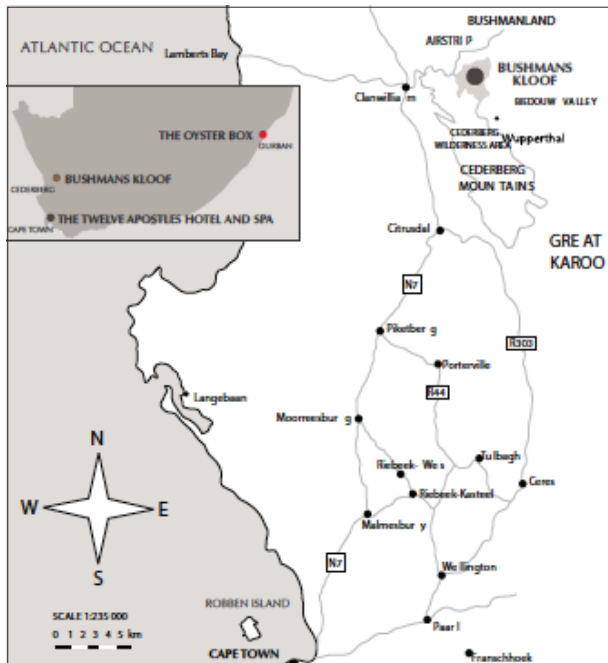 BUSHMANLAND
ATLANTIC OCEAN
AIRSTRI P
Lamberts Bay
BUSHMANS
KLOOF
Clanwillia m
BIEDOUW VALLEY
THE OYSTER BOX
DURBAN
CEDERBERG
WILDERNESS AREA
Wupperthal
BUSHMANS KLOOF
CEDERBERG
CEDERBERG
MOUN TAINS
THE TWELVE APOSTLES HOTEL AND SPA
CAPE TOWN
Citrusdal
GRE AT
KAROO
N7
Piketber g
R303
Porterville
R44
Langebaan
Moorreesbur g
N
Tulbagh
Riebeek- Wes
Ceres
Riebeek-Kasteel
W
E
Malmesbur y
N7
S
Wellington
ROBBEN ISLAND
SCALE 1:235 000
0 1 2 3 4 5 km
Paar l
CAPE TOWN
Franschhoek